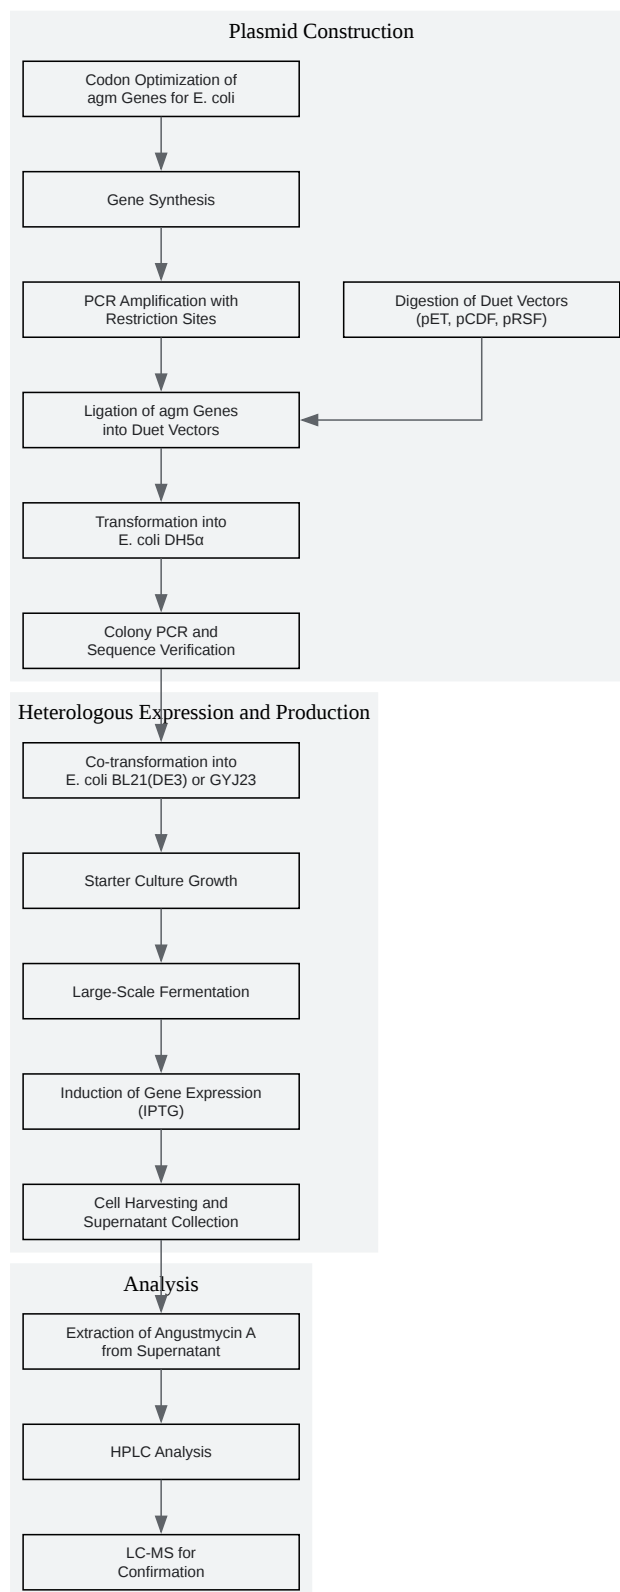 Plasmid Construction
Codon Optimization of
agm Genes for E. coli
Gene Synthesis
PCR Amplification with
Restriction Sites
Digestion of Duet Vectors
(pET, pCDF, pRSF)
Ligation of agm Genes
into Duet Vectors
Transformation into
E. coli DH5α
Colony PCR and
Sequence Verification
Heterologous Expression and Production
Co-transformation into
E. coli BL21(DE3) or GYJ23
Starter Culture Growth
Large-Scale Fermentation
Induction of Gene Expression
(IPTG)
Cell Harvesting and
Supernatant Collection
Analysis
Extraction of Angustmycin A
from Supernatant
HPLC Analysis
LC-MS for
Confirmation